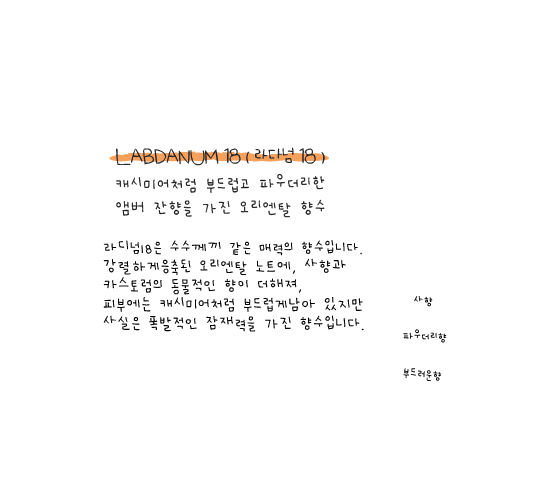 LABDANUM 18 (라다넘 18)
캐시미어처럼 부드럽고 파우더리한
앰버 잔향을 가진 오리엔탈 향수
라디넘18은 수수께끼 같은 매력의 향수입니다.
강렬하게응축된 오리엔탈 노트에, 사향과
카스토럼의 동물적인 향이 더해져,
피부에는 캐시미어처럼 부드럽게남아 있지만
사실은 폭발적인 잠재력을 가진 향수입니다.
사향
파우더리향
부드러운향